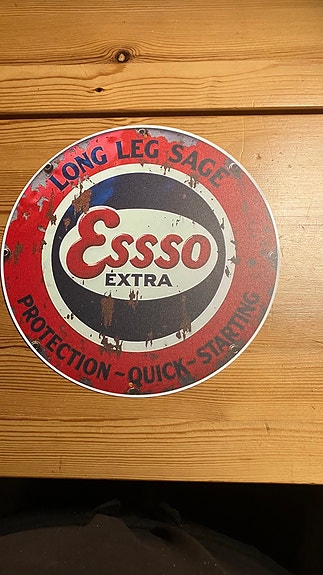 LONG LEG SAGE
Essso
EXTRA
PROTECTION ~ QUICK - STARTING